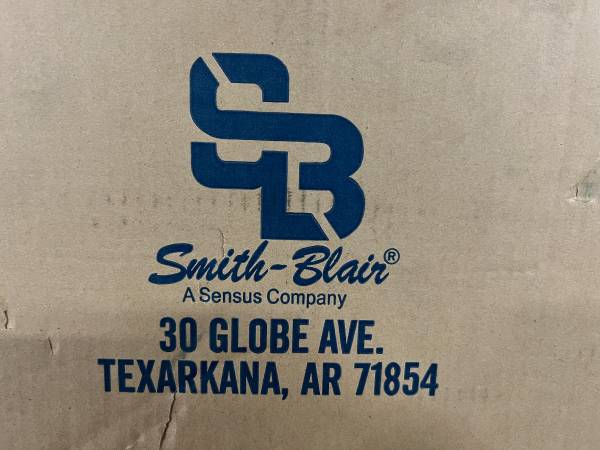 SB
Smith-Blair®
A Sensus Company
30 GLOBE AVE.
TEXARKANA, AR 71854